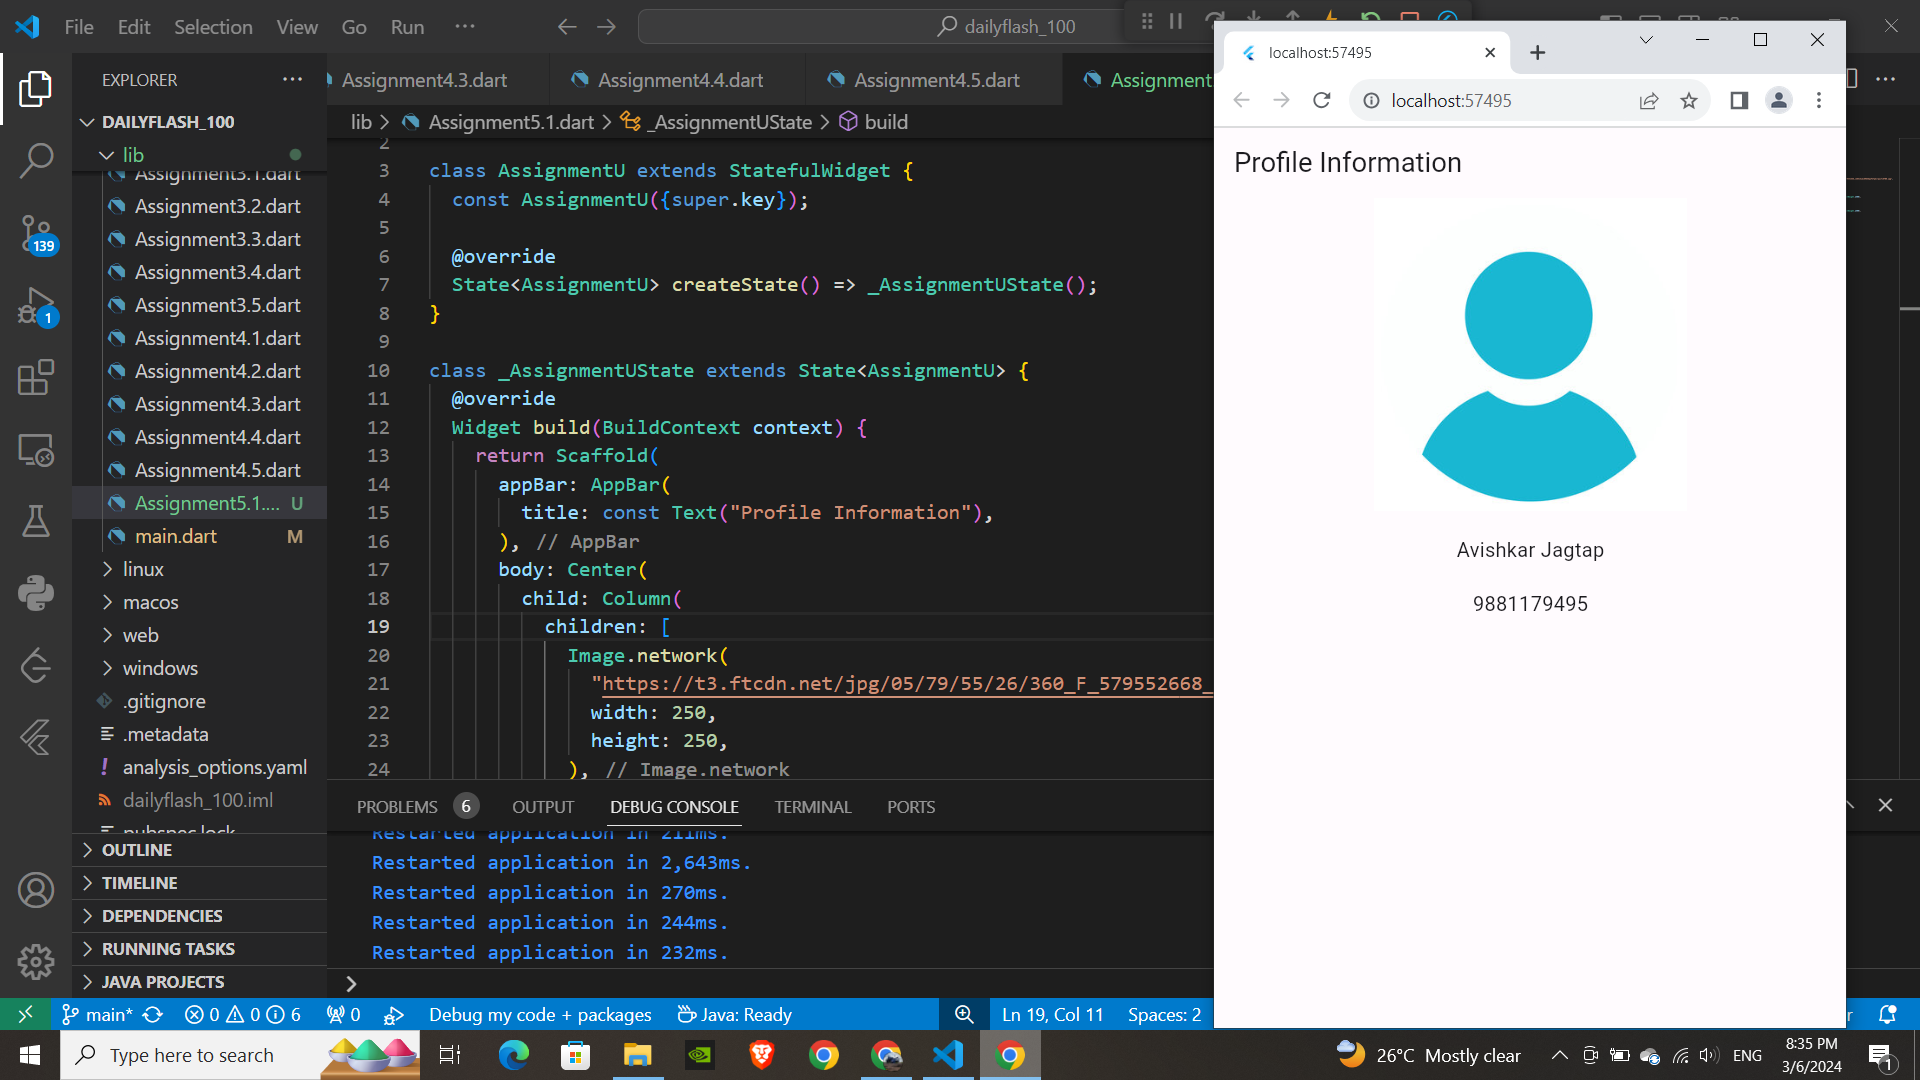 File Edit Selection View Go Run ···
dailyflash_100
EXPLORER
DAILYFLASH_100
lib
Assignment3.1.dart
Assignment3.2.dart
Assignment3.3.dart
Assignment3.4.dart
Assignment3.5.dart
Assignment4.1.dart
Assignment4.2.dart
Assignment4.3.dart
Assignment4.4.dart
Assignment4.5.dart
Assignment5.1.... U
main.dart M
linux
macos
web
windows
.gitignore
.metadata
analysis_options.yaml
dailyflash_100.iml
pubspec.lock
OUTLINE
TIMELINE
DEPENDENCIES
RUNNING TASKS
JAVA PROJECTS
139
1
Assignment4.3.dart Assignment4.4.dart Assignment4.5.dart Assignment
lib > Assignment5.1.dart > _AssignmentUState > build
2
3 class AssignmentU extends StatefulWidget {
4 const AssignmentU({super.key});
5
6 @override
7 State<AssignmentU> createState() => _AssignmentUState();
8 }
9
10 class _AssignmentUState extends State<AssignmentU> {
11 @override
12 Widget build(BuildContext context) {
13 return Scaffold(
14 appBar: AppBar(
15 title: const Text("Profile Information"),
16 ), // AppBar
17 body: Center(
18 child: Column(
19 children: [
20 Image.network(
21 "https://t3.ftcdn.net/jpg/05/79/55/26/360_F_579552668_
22 width: 250,
23 height: 250,
24 ), // Image.network
PROBLEMS 6 OUTPUT DEBUG CONSOLE TERMINAL PORTS
Restarted application in 211ms.
Restarted application in 2,643ms.
Restarted application in 270ms.
Restarted application in 244ms.
Restarted application in 232ms.
>
localhost:57495
localhost:57495
Profile Information
Avishkar Jagtap
9881179495
main* 0 0 6 0 Debug my code + packages Java: Ready Ln 19, Col 11 Spaces: 2
Type here to search
26°C Mostly clear ENG
8:35 PM
3/6/2024
1